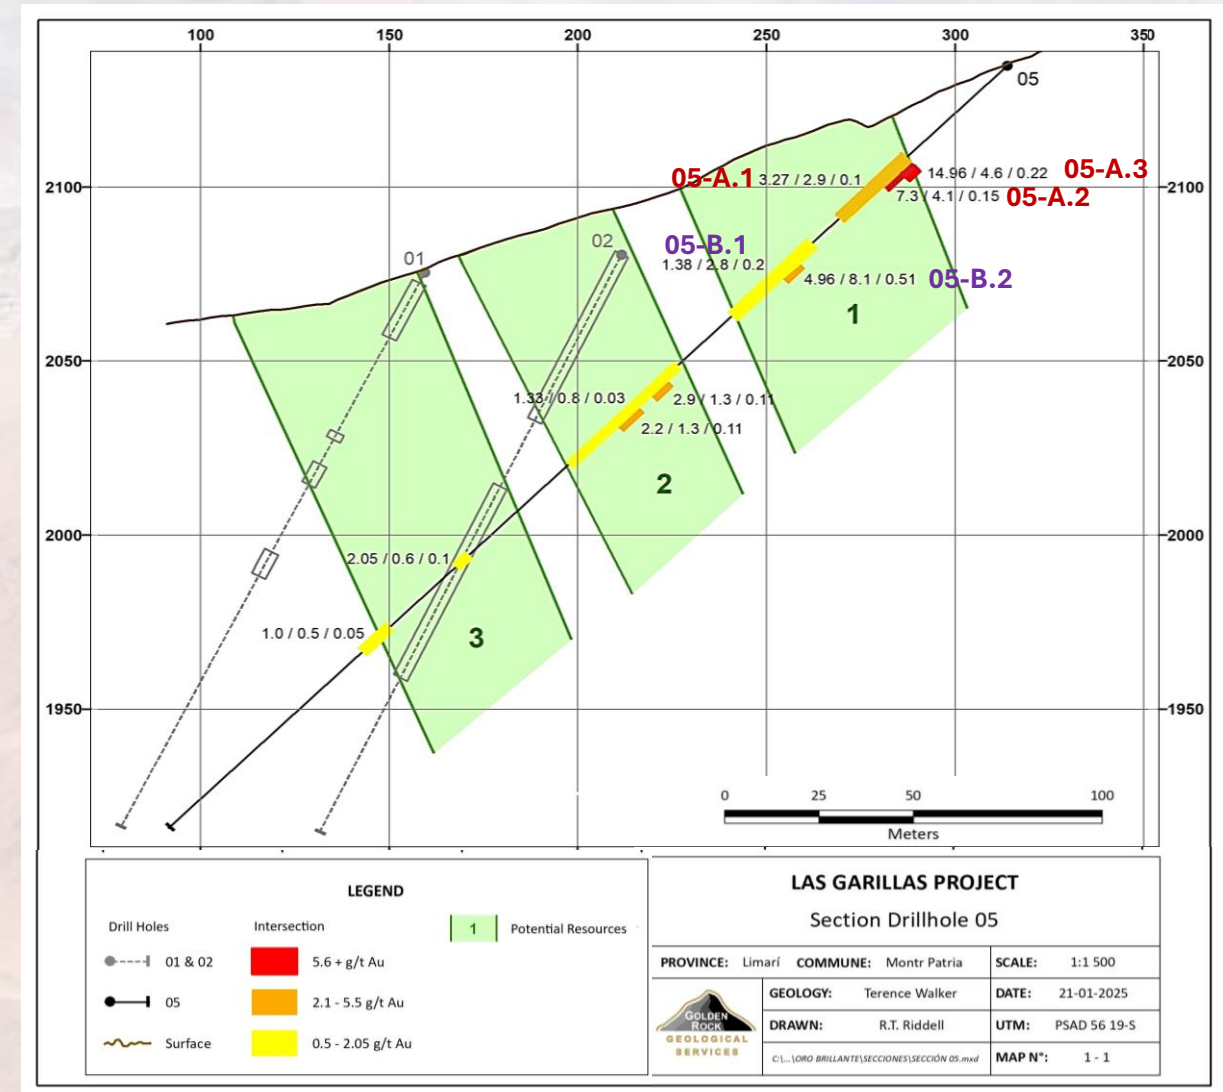 100 150 200 250 300 350
05
2100
05-A.1
3.27 / 2.9 / 0.1
14.96 / 4.6 / 0.22
05-A.3
7.3 / 4.1 / 0.15
05-A.2
2100
01
02
05-B.1
1.38 / 2.8 / 0.2
4.96 / 8.1 / 0.51
05-B.2
1
2050
2050
1.33 / 0.8 / 0.03
2.9 / 1.3 / 0.11
2.2 / 1.3 / 0.11
2
2000
2000
2.05 / 0.6 / 0.1
1.0 / 0.5 / 0.05
3
1950
1950
0 25 50 100
Meters
LEGEND
Drill Holes
01 & 02
05
Surface
Intersection
5.6 + g/t Au
2.1 - 5.5 g/t Au
0.5 - 2.05 g/t Au
1
Potential Resources
LAS GARILLAS PROJECT
Section Drillhole 05
PROVINCE: Limarí COMMUNE: Montr Patria
SCALE: 1:1 500
GOLDEN
ROCK
GEOLOGICAL
SERVICES
GEOLOGY: Terence Walker
DATE: 21-01-2025
DRAWN: R.T. Riddell
UTM: PSAD 56 19-S
C:\...\ORO BRILLANTE\SECCIONES\SECCIÓN 05.mxd
MAP N°: 1 - 1